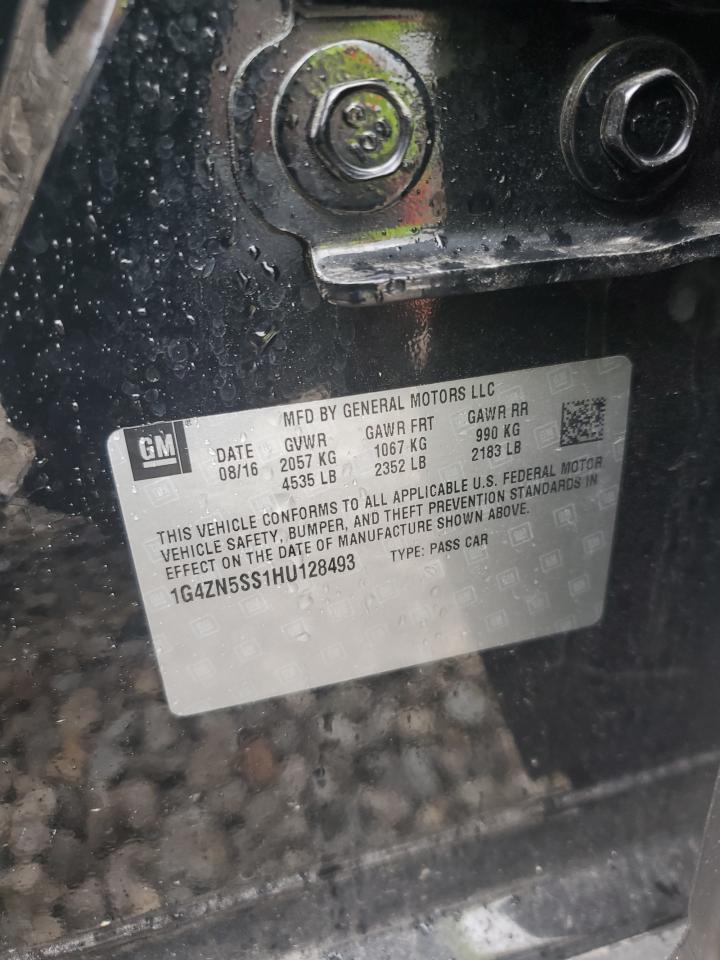 MFD BY GENERAL MOTORS LLC
GM
DATE GVWR GAWR FRT GAWR RR
08/16 2057 KG 1067 KG 990 KG
4535 LB 2352 LB 2183 LB
THIS VEHICLE CONFORMS TO ALL APPLICABLE U.S. FEDERAL MOTOR
VEHICLE SAFETY, BUMPER, AND THEFT PREVENTION STANDARDS IN
EFFECT ON THE DATE OF MANUFACTURE SHOWN ABOVE.
1G4ZN5SS1HU128493 TYPE: PASS CAR